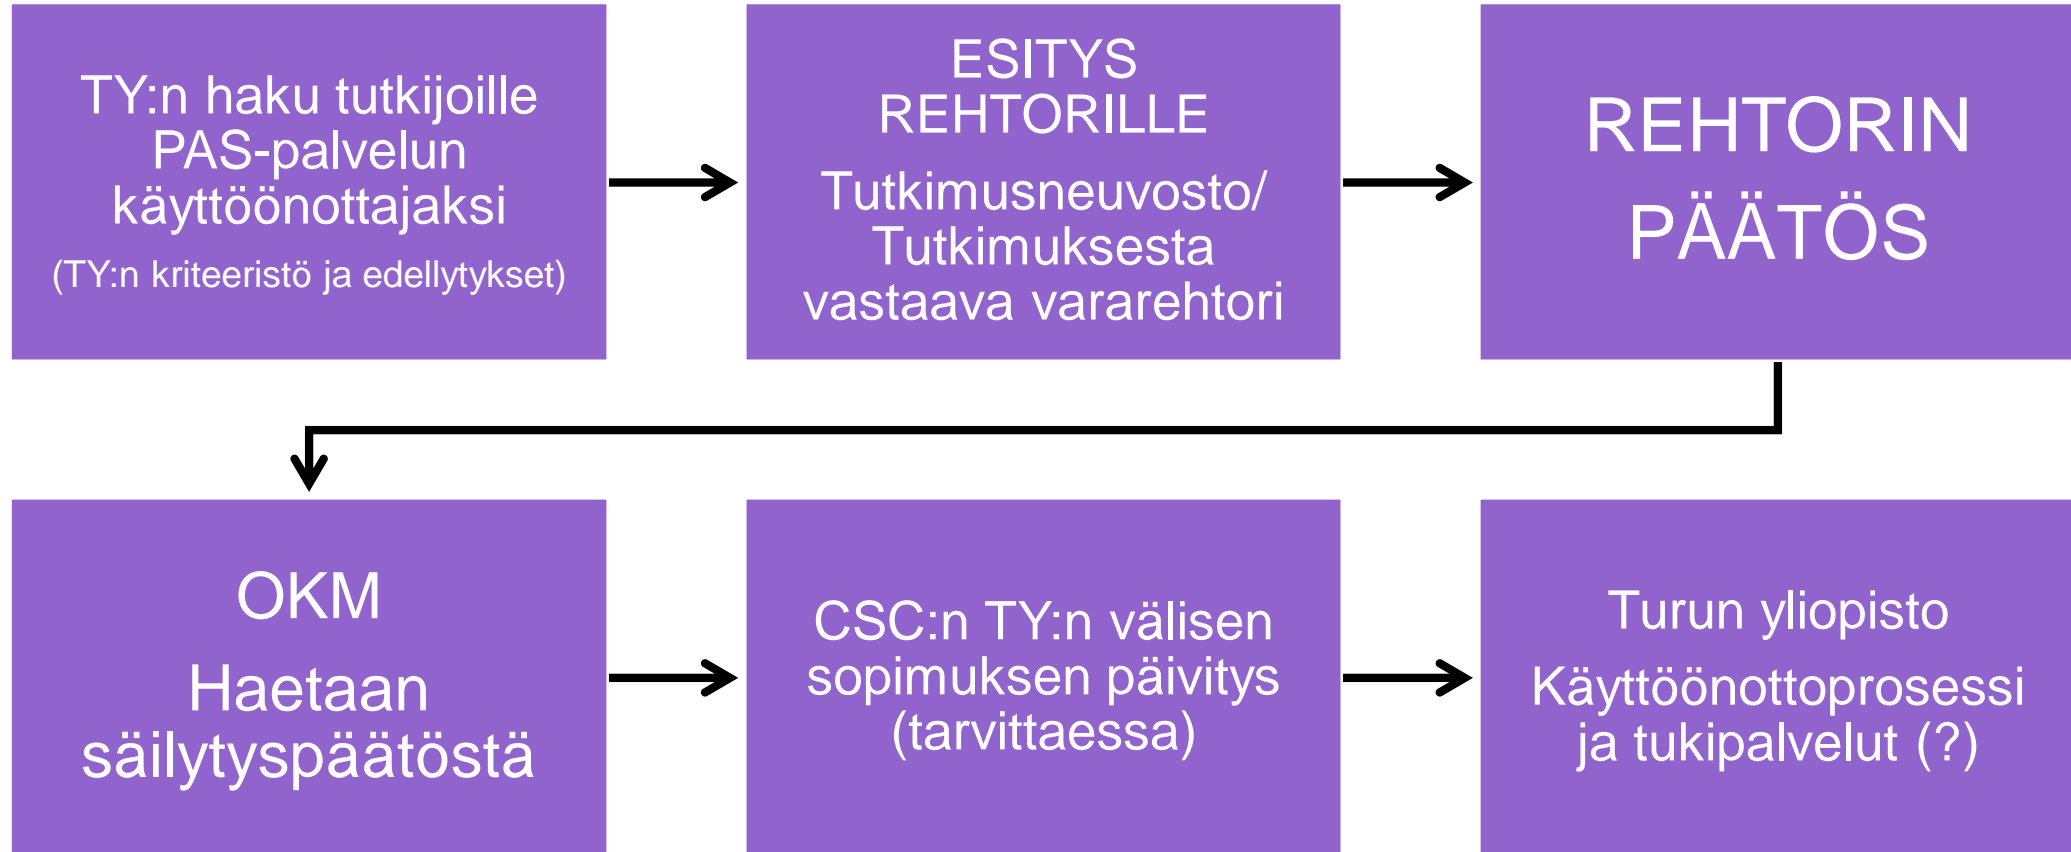 TY:n haku tutkijoille
PAS-palvelun
käyttöönottajaksi
(TY:n kriteeristö ja edellytykset)
ESITYS
REHTORILLE
Tutkimusneuvosto/
Tutkimuksesta
vastaava vararehtori
REHTORIN
PÄÄTÖS
OKM
Haetaan
säilytyspäätöstä
CSC:n TY:n välisen
sopimuksen päivitys
(tarvittaessa)
Turun yliopisto
Käyttöönottoprosessi
ja tukipalvelut (?)